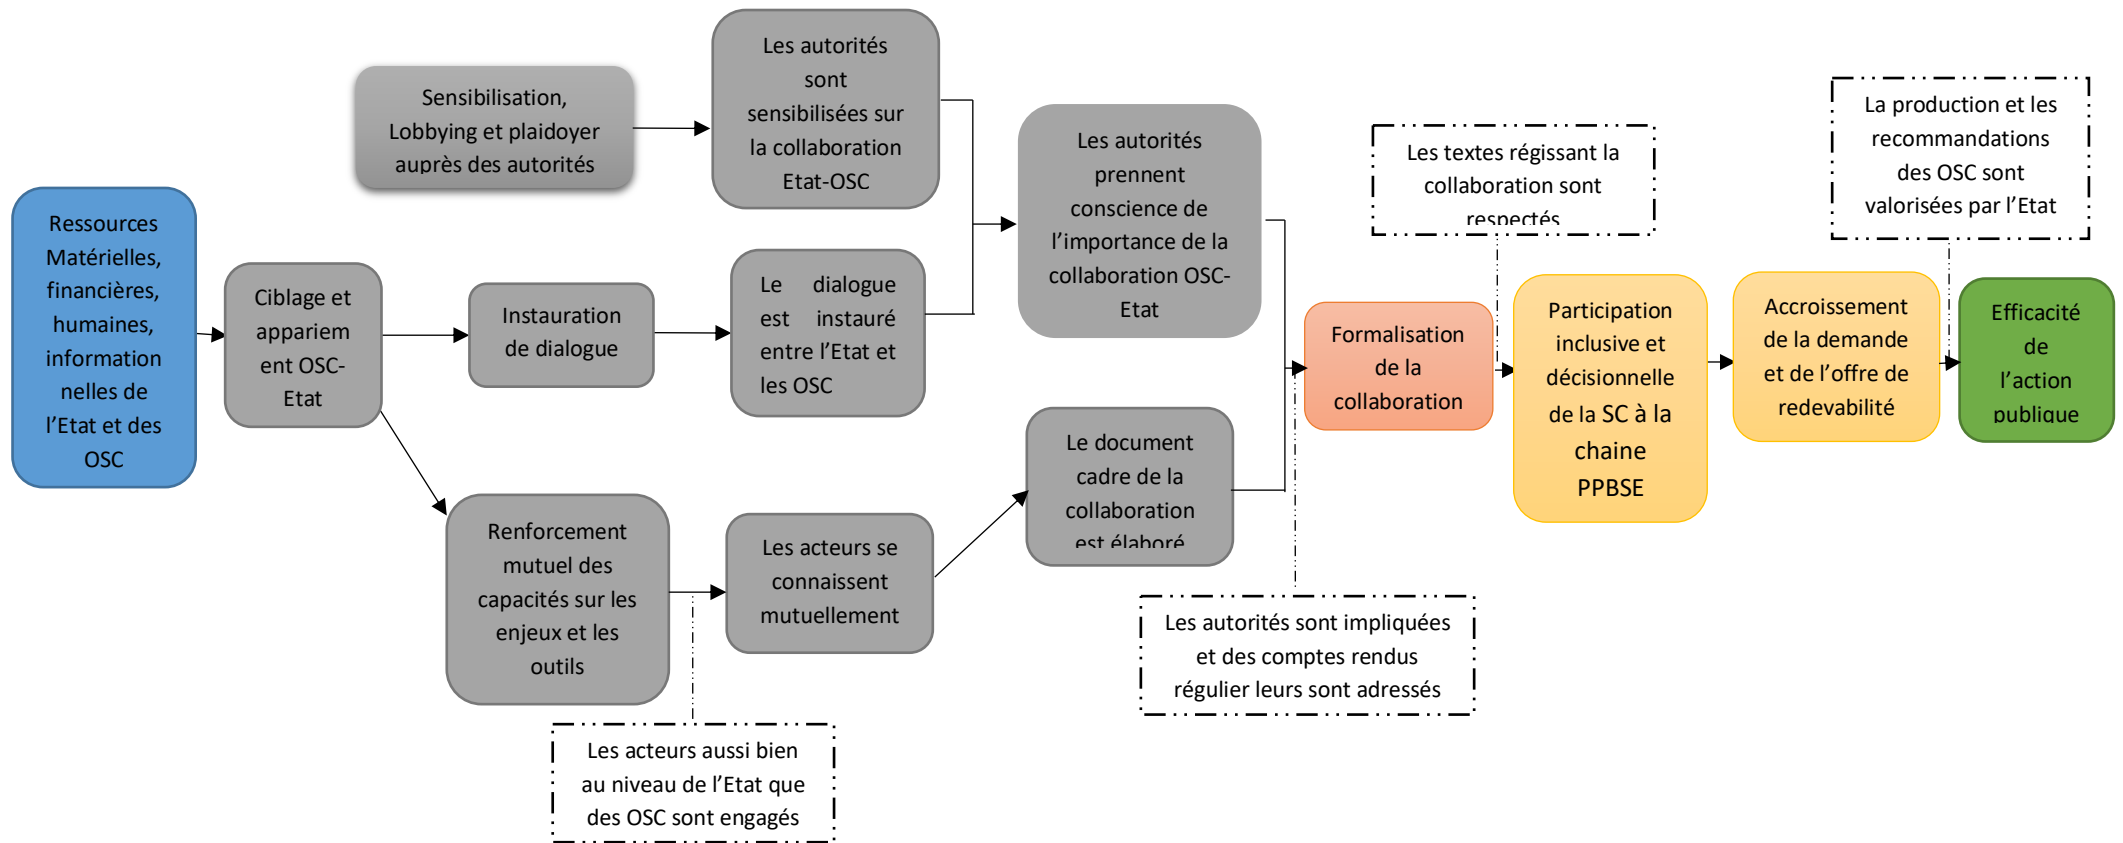 Ressources
Matérielles,
financières,
humaines,
information
nelles de
l’Etat et des
OSC
Sensibilisation,
Lobbying et plaidoyer
auprès des autorités
Ciblage et
appariem
ent OSC-
Etat
Les autorités
sont
sensibilisées sur
la collaboration
Etat-OSC
Instauration
de dialogue
Le dialogue
est instauré
entre l’Etat et
les OSC
Renforcement
mutuel des
capacités sur les
enjeux et les
outils
Les acteurs se
connaissent
mutuellement
Les acteurs aussi bien
au niveau de l’Etat que
des OSC sont engagés
Les autorités
prennent
conscience de
l’importance de la
collaboration OSC-
Etat
Le document
cadre de la
collaboration
est élaboré
Les autorités sont impliquées
et des comptes rendus
régulier leurs sont adressés
Formalisation
de la
collaboration
Les textes régissant la
collaboration sont
respectés
Participation
inclusive et
décisionnelle
de la SC à la
chaine
PPBSE
Accroissement
de la demande
et de l’offre de
redevabilité
La production et les
recommandations
des OSC sont
valorisées par l’Etat
Efficacité
de
l’action
publique